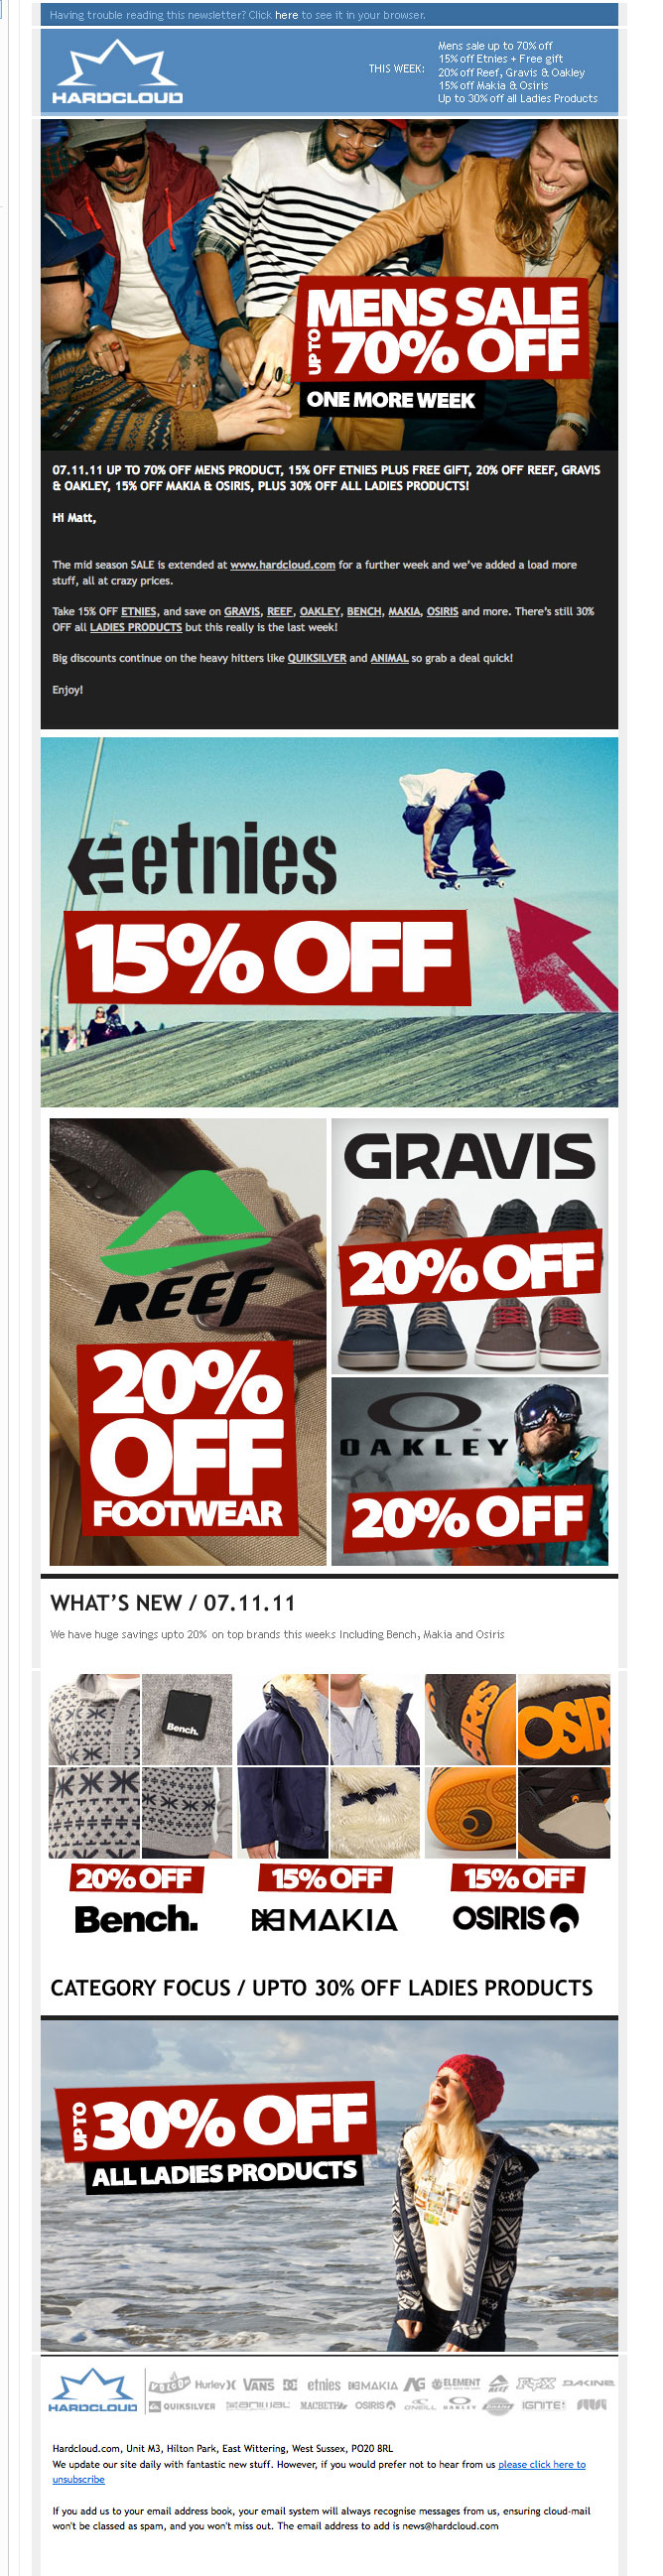 Having trouble reading this newsletter? Click here to see it in your browser.
HARDCLOUD
THIS WEEK:
Mens sale up to 70% off
15% off Etnies + Free gift
20% off Reef, Gravis & Oakley
15% off Makia & Osiris
Up to 30% off all Ladies Products
MENS SALE
UP TO 70% OFF
ONE MORE WEEK
07.11.11 UP TO 70% OFF MENS PRODUCT, 15% OFF ETNIES PLUS FREE GIFT, 20% OFF REEF, GRAVIS
& OAKLEY, 15% OFF MAKIA & OSIRIS, PLUS 30% OFF ALL LADIES PRODUCTS!
Hi Matt,
The mid season SALE is extended at www.hardcloud.com for a further week and we've added a load more
stuff, all at crazy prices.
Take 15% OFF ETNIES, and save on GRAVIS, REEF, OAKLEY, BENCH, MAKIA, OSIRIS and more. There's still 30%
OFF all LADIES PRODUCTS but this really is the last week!
Big discounts continue on the heavy hitters like QUIKSILVER and ANIMAL so grab a deal quick!
Enjoy!
etnies
15% OFF
REEF
20%
OFF
FOOTWEAR
GRAVIS
20% OFF
OAKLEY
20% OFF
WHAT'S NEW / 07.11.11
We have huge savings upto 20% on top brands this weeks Including Bench, Makia and Osiris
Bench.
OSIRIS
OSIR
20% OFF
Bench.
15% OFF
MAKIA
15% OFF
OSIRIS
CATEGORY FOCUS / UPTO 30% OFF LADIES PRODUCTS
UP TO 30% OFF
ALL LADIES PRODUCTS
HARDCLOUD
VOLCOM Hurley VANS DC etnies MAKIA ELEMENT REEF DAKINE
QUIKSILVER animal MACBETH OSIRIS O'NEILL OAKLEY IGNITE
Hardcloud.com, Unit M3, Hilton Park, East Wittering, West Sussex, PO20 8RL
We update our site daily with fantastic new stuff. However, if you would prefer not to hear from us please click here to
unsubscribe
If you add us to your email address book, your email system will always recognise messages from us, ensuring cloud-mail
won't be classed as spam, and you won't miss out. The email address to add is news@hardcloud.com